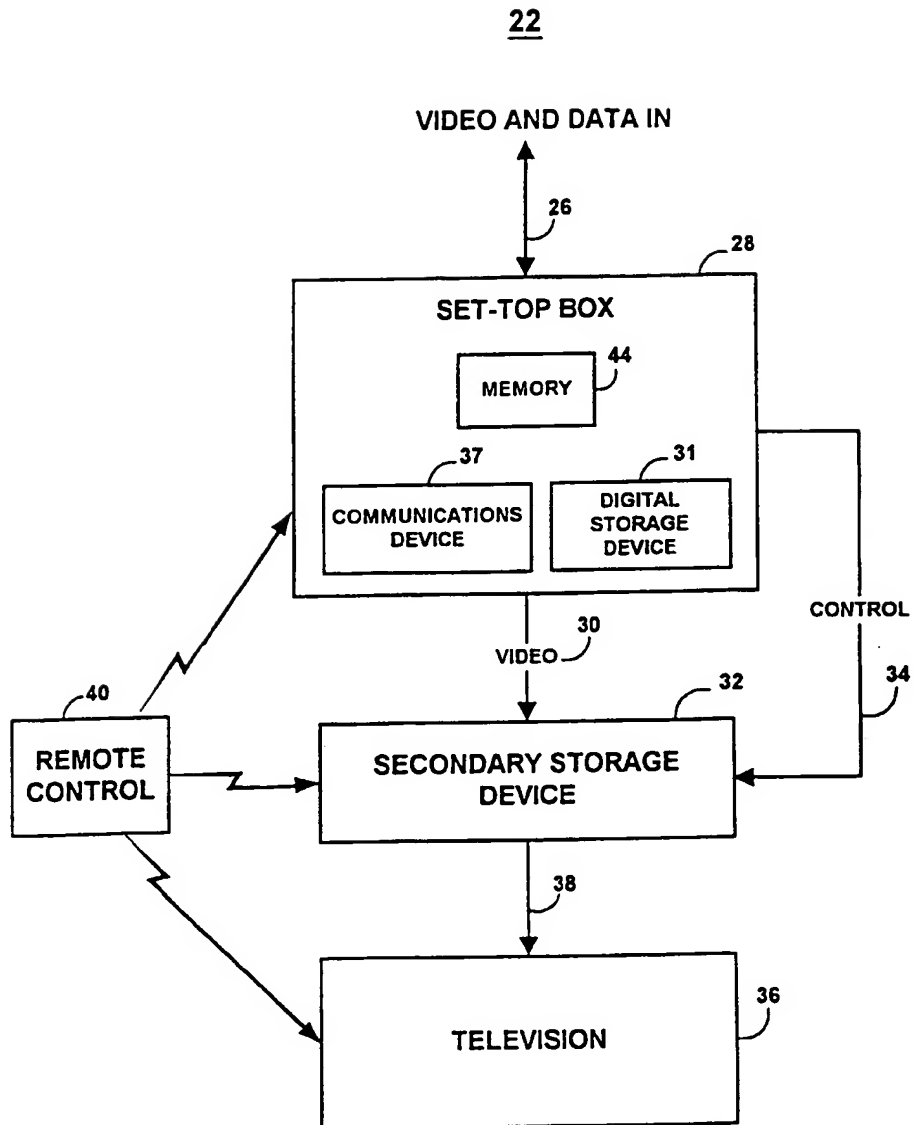 22
VIDEO AND DATA IN
26
28
SET-TOP BOX
44
MEMORY
37
31
COMMUNICATIONS
DEVICE
DIGITAL
STORAGE
DEVICE
CONTROL
30
VIDEO
34
40
32
REMOTE
CONTROL
SECONDARY STORAGE
DEVICE
38
36
TELEVISION